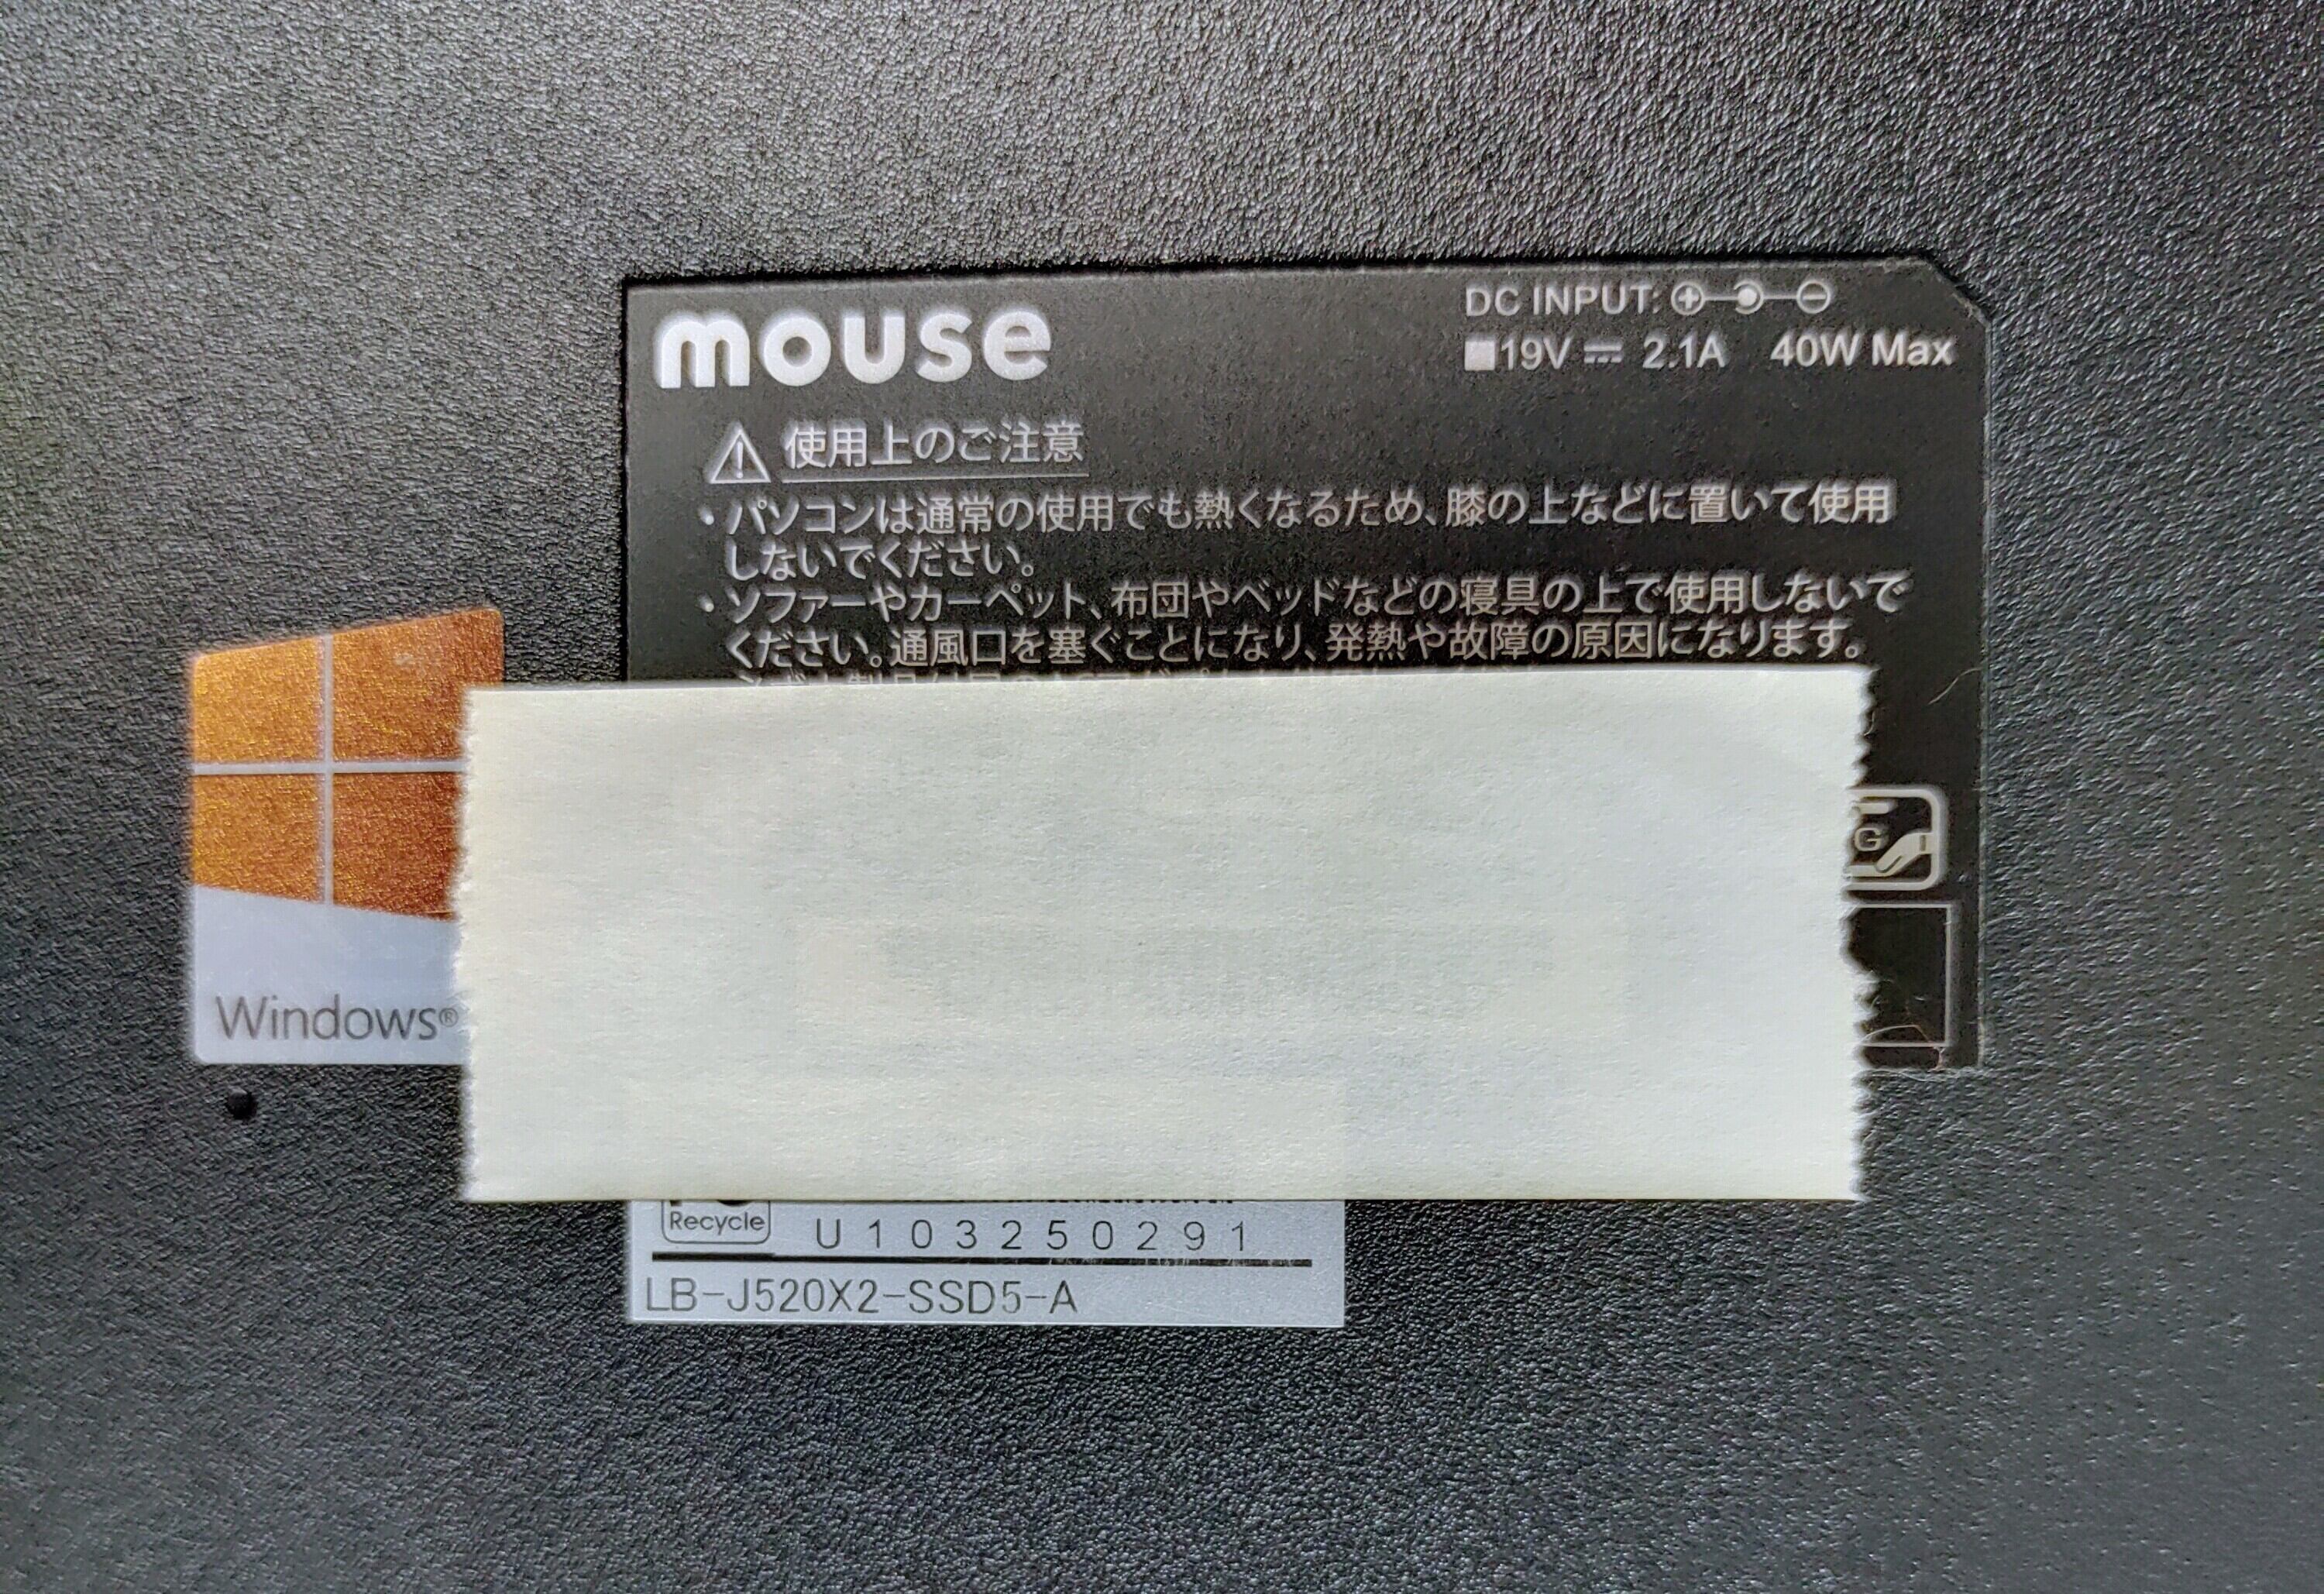 mouse
DC INPUT:
19V 2.1A 40W Max
使用上のご注意
・パソコンは通常の使用でも熱くなるため、膝の上などに置いて使用
しないでください。
・ソファーやカーペット、布団やベッドなどの寝具の上で使用しないで
ください。通風口を塞ぐことになり、発熱や故障の原因になります。
G
Windows®
Recycle
U103250291
LB-J520X2-SSD5-A